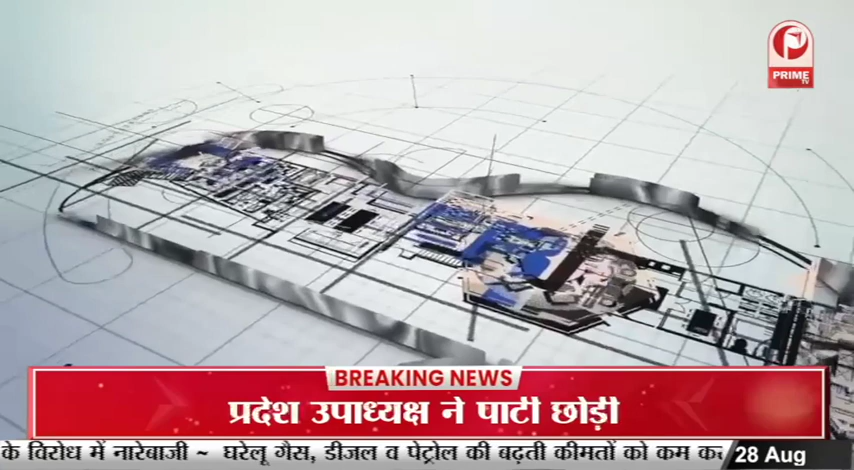 PRIME
TV
BREAKING NEWS
प्रदेश उपाध्यक्ष ने पार्टी छोड़ी
के विरोध में नारेबाजी ~ घरेलू गैस, डीजल व पेट्रोल की बढ़ती कीमतों को कम
28 Aug